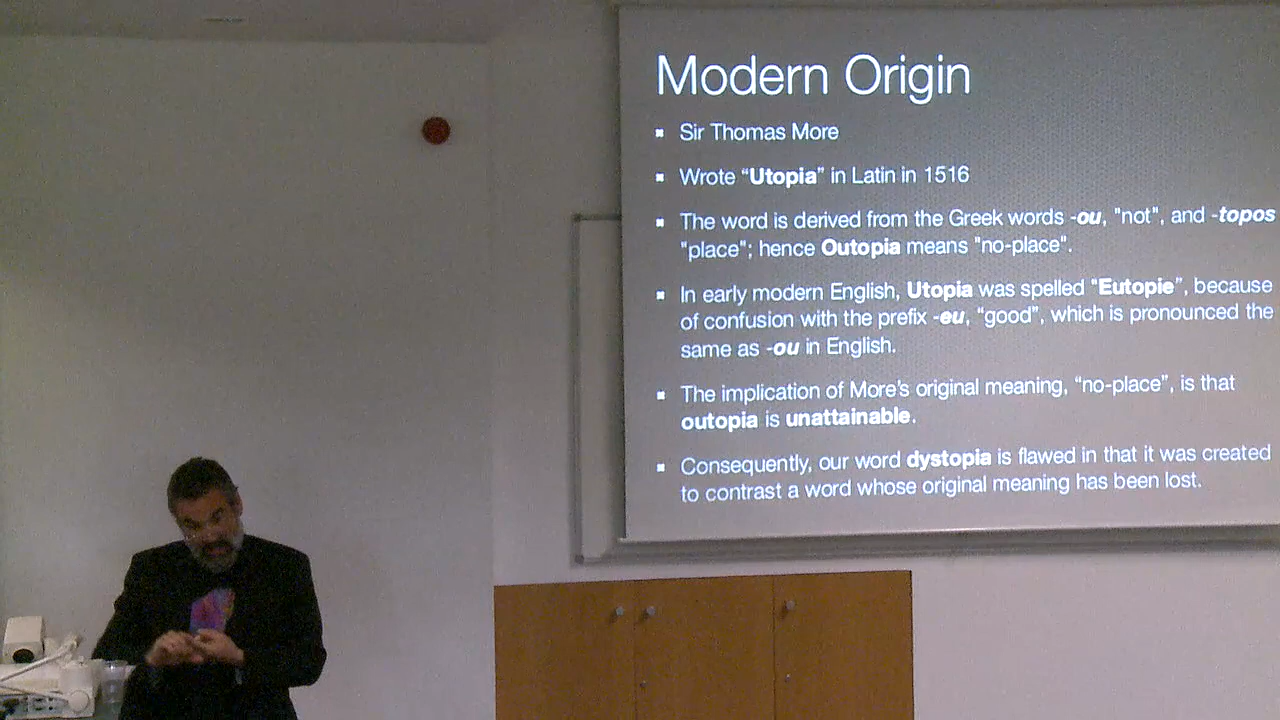 Modern Origin
Sir Thomas More
Wrote “Utopia” in Latin in 1516
The word is derived from the Greek words -ou, "not", and -topos
"place"; hence Outopia means "no-place".
In early modern English, Utopia was spelled "Eutopie", because
of confusion with the prefix -eu, “good”, which is pronounced the
same as -ou in English.
The implication of More’s original meaning, “no-place”, is that
outopia is unattainable.
Consequently, our word dystopia is flawed in that it was created
to contrast a word whose original meaning has been lost.